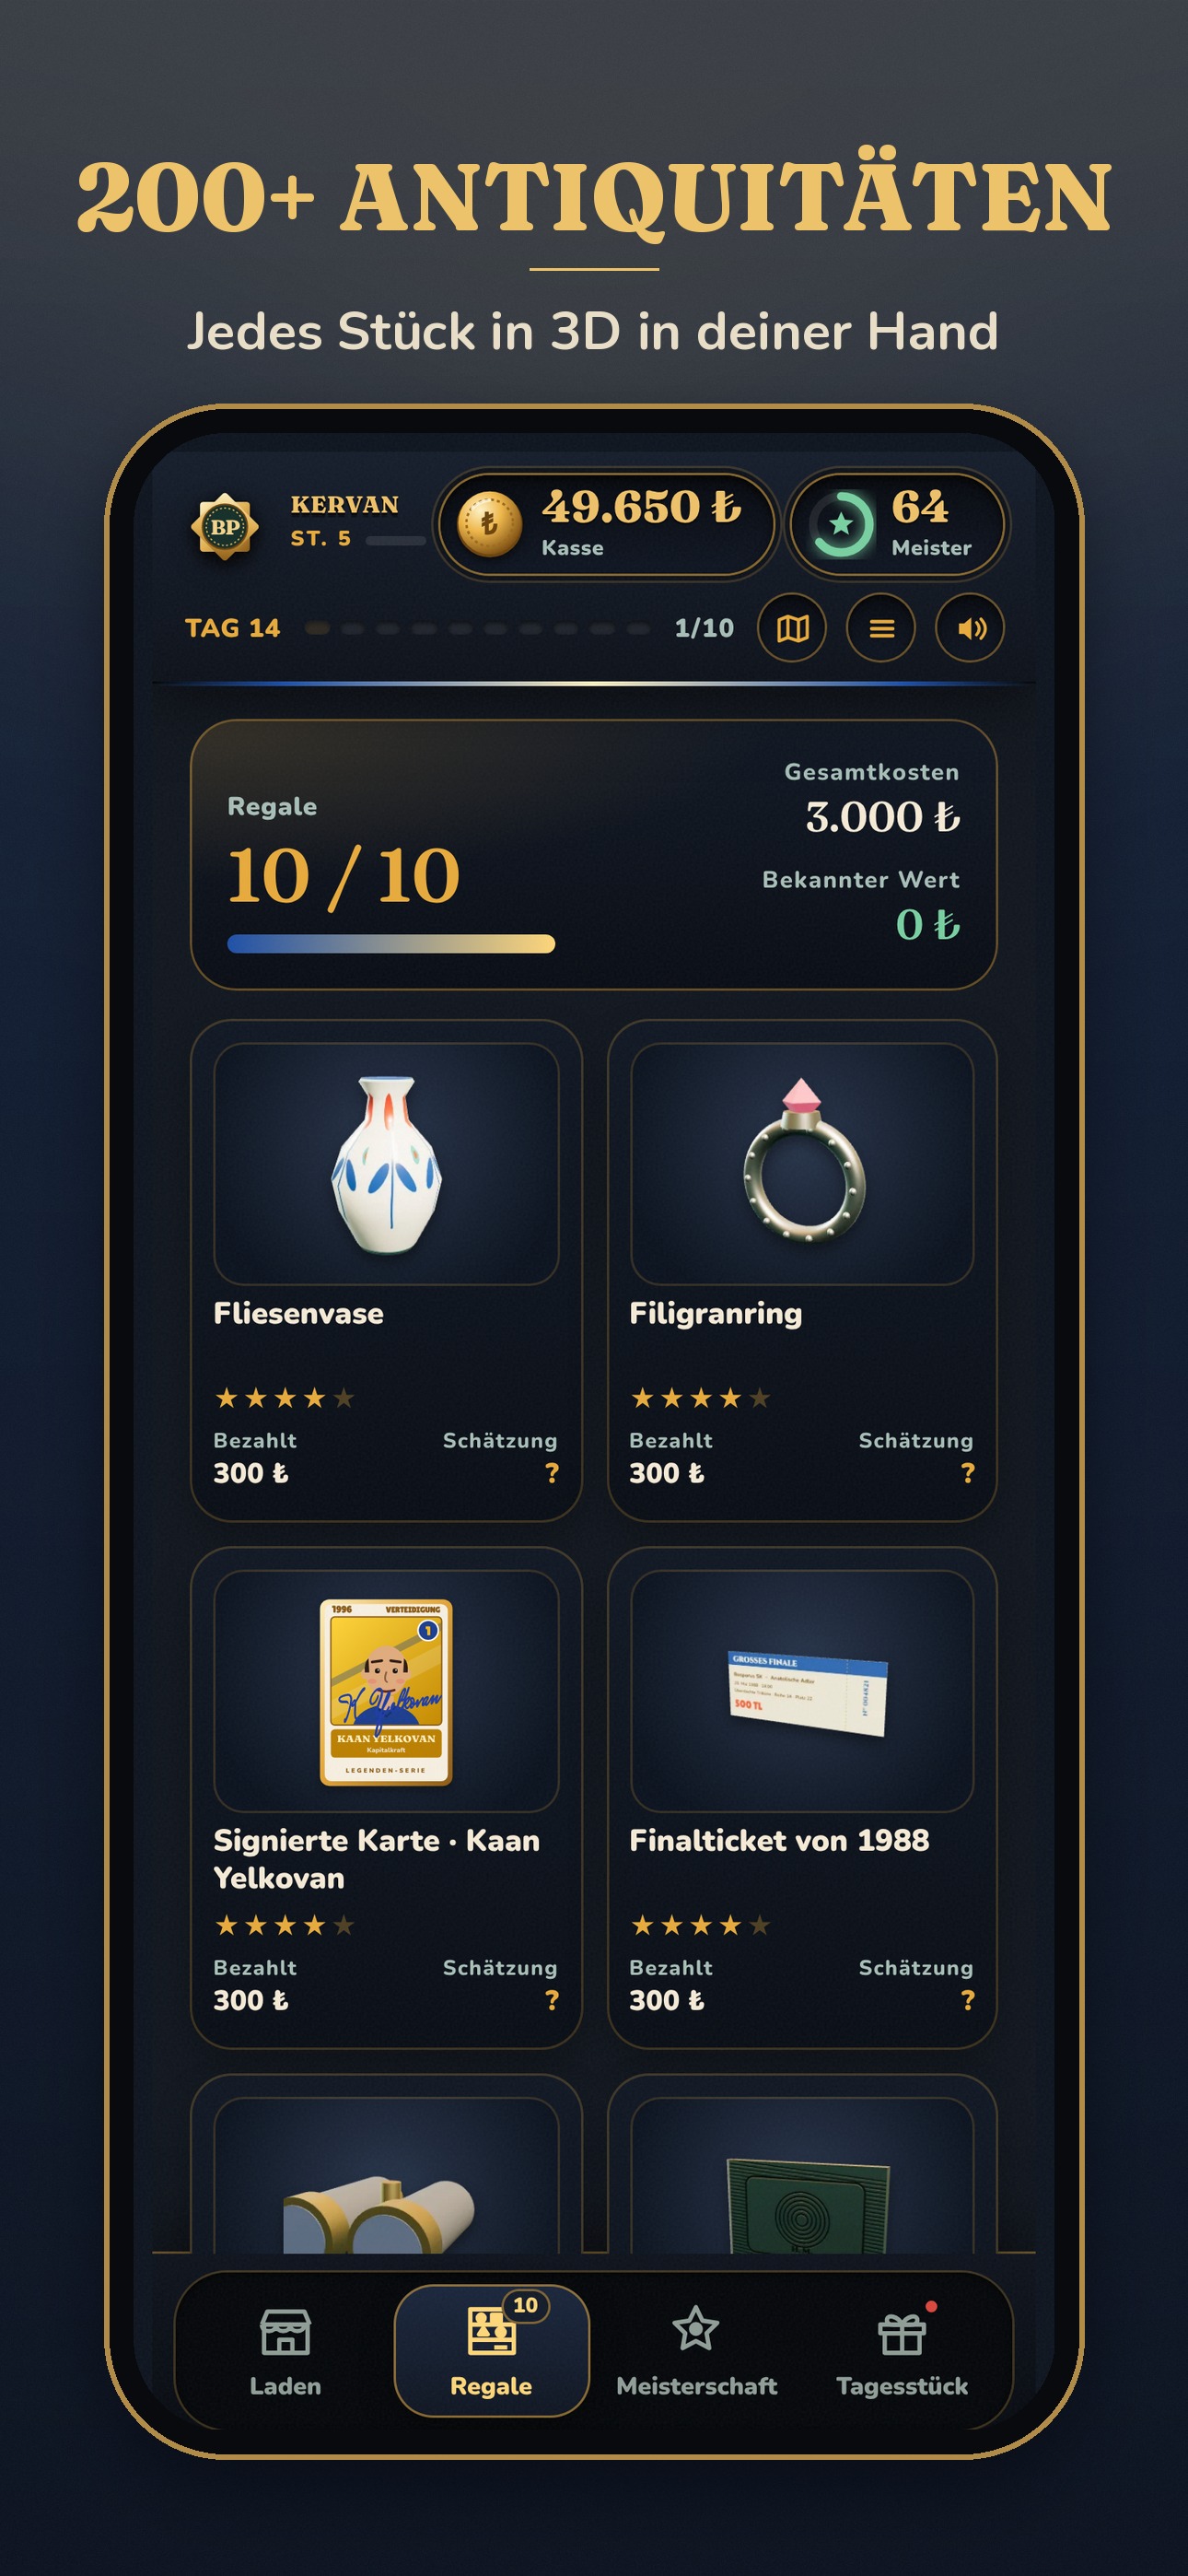 200+ ANTIQUITÄTEN
Jedes Stück in 3D in deiner Hand
BP
KERVAN
ST. 5
49.650 ₺
Kasse
64
Meister
TAG 14
1/10
Regale
10 / 10
Gesamtkosten
3.000 ₺
Bekannter Wert
0 ₺
Fliesenvase
Bezahlt
Schätzung
300 ₺
?
Filigranring
Bezahlt
Schätzung
300 ₺
?
1996
VERTEIDIGUNG
1
K Yelkovan
KAAN YELKOVAN
Kapitalkraft
LEGENDEN-SERIE
Signierte Karte · Kaan
Yelkovan
Bezahlt
Schätzung
300 ₺
?
GROSSES FINALE
500 TL
Finalticket von 1988
Bezahlt
Schätzung
300 ₺
?
Laden
10
Regale
Meisterschaft
Tagesstück